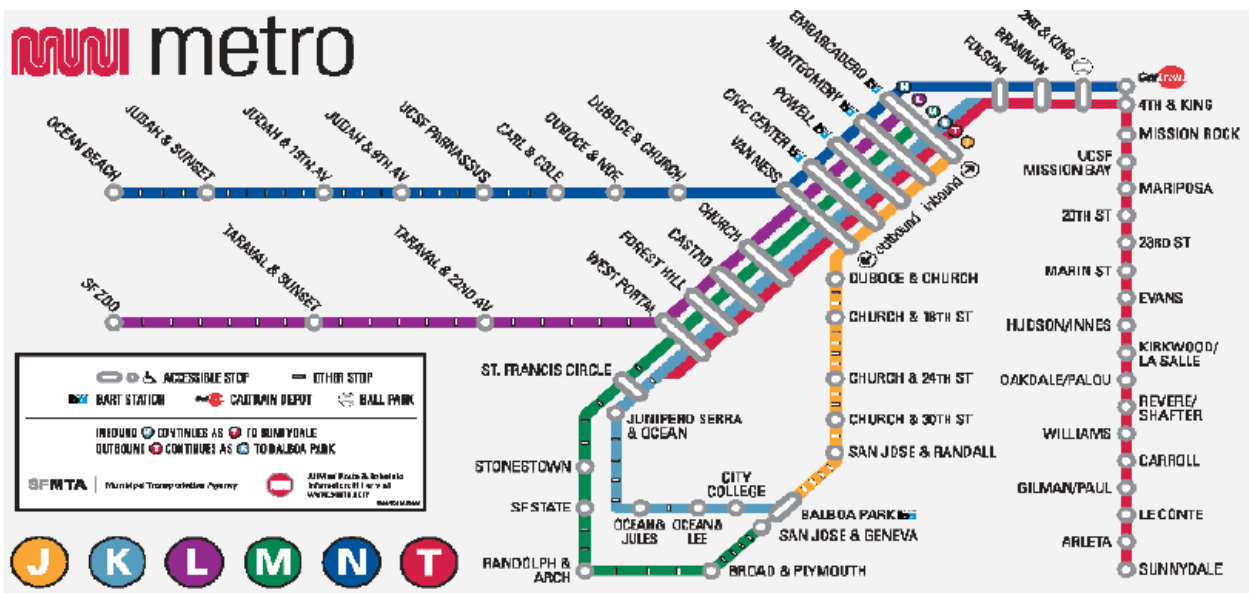 muni metro
EMBARCADERO
MONTGOMERY
POWELL
CIVIC CENTER
VAN NESS
2ND & KING
BRANNAN
FOLSOM
4TH & KING
OCEAN BEACH
JUDAH & SUNSET
JUDAH & 19TH AV
JUDAH & 9TH AV
UCSF PARNASSUS
CARL & COLE
DUBOCE & NOE
DUBOCE & CHURCH
N
L
M
K
T
J
inbound
outbound
CHURCH
CASTRO
FOREST HILL
WEST PORTAL
SF ZOO
TARAVAL & SUNSET
TARAVAL & 22ND AV
MISSION ROCK
UCSF
MISSION BAY
MARIPOSA
20TH ST
23RD ST
MARIN ST
EVANS
HUDSON/INNES
KIRKWOOD/
LA SALLE
OAKDALE/PALOU
REVERE/
SHAFTER
WILLIAMS
CARROLL
GILMAN/PAUL
LE CONTE
ARLETA
SUNNYDALE
DUBOCE & CHURCH
CHURCH & 18TH ST
CHURCH & 24TH ST
CHURCH & 30TH ST
SAN JOSE & RANDALL
BALBOA PARK
SAN JOSE & GENEVA
ST. FRANCIS CIRCLE
JUNIPERO SERRA
& OCEAN
STONESTOWN
SF STATE
RANDOLPH &
ARCH
BROAD & PLYMOUTH
OCEAN &
JULES
OCEAN &
LEE
CITY
COLLEGE
ACCESSIBLE STOP
OTHER STOP
BART STATION
CALTRAIN DEPOT
BALL PARK
INBOUND K CONTINUES AS T TO SUNNYDALE
OUTBOUND T CONTINUES AS K TO BALBOA PARK
SFMTA
Municipal Transportation Agency
J
K
L
M
N
T